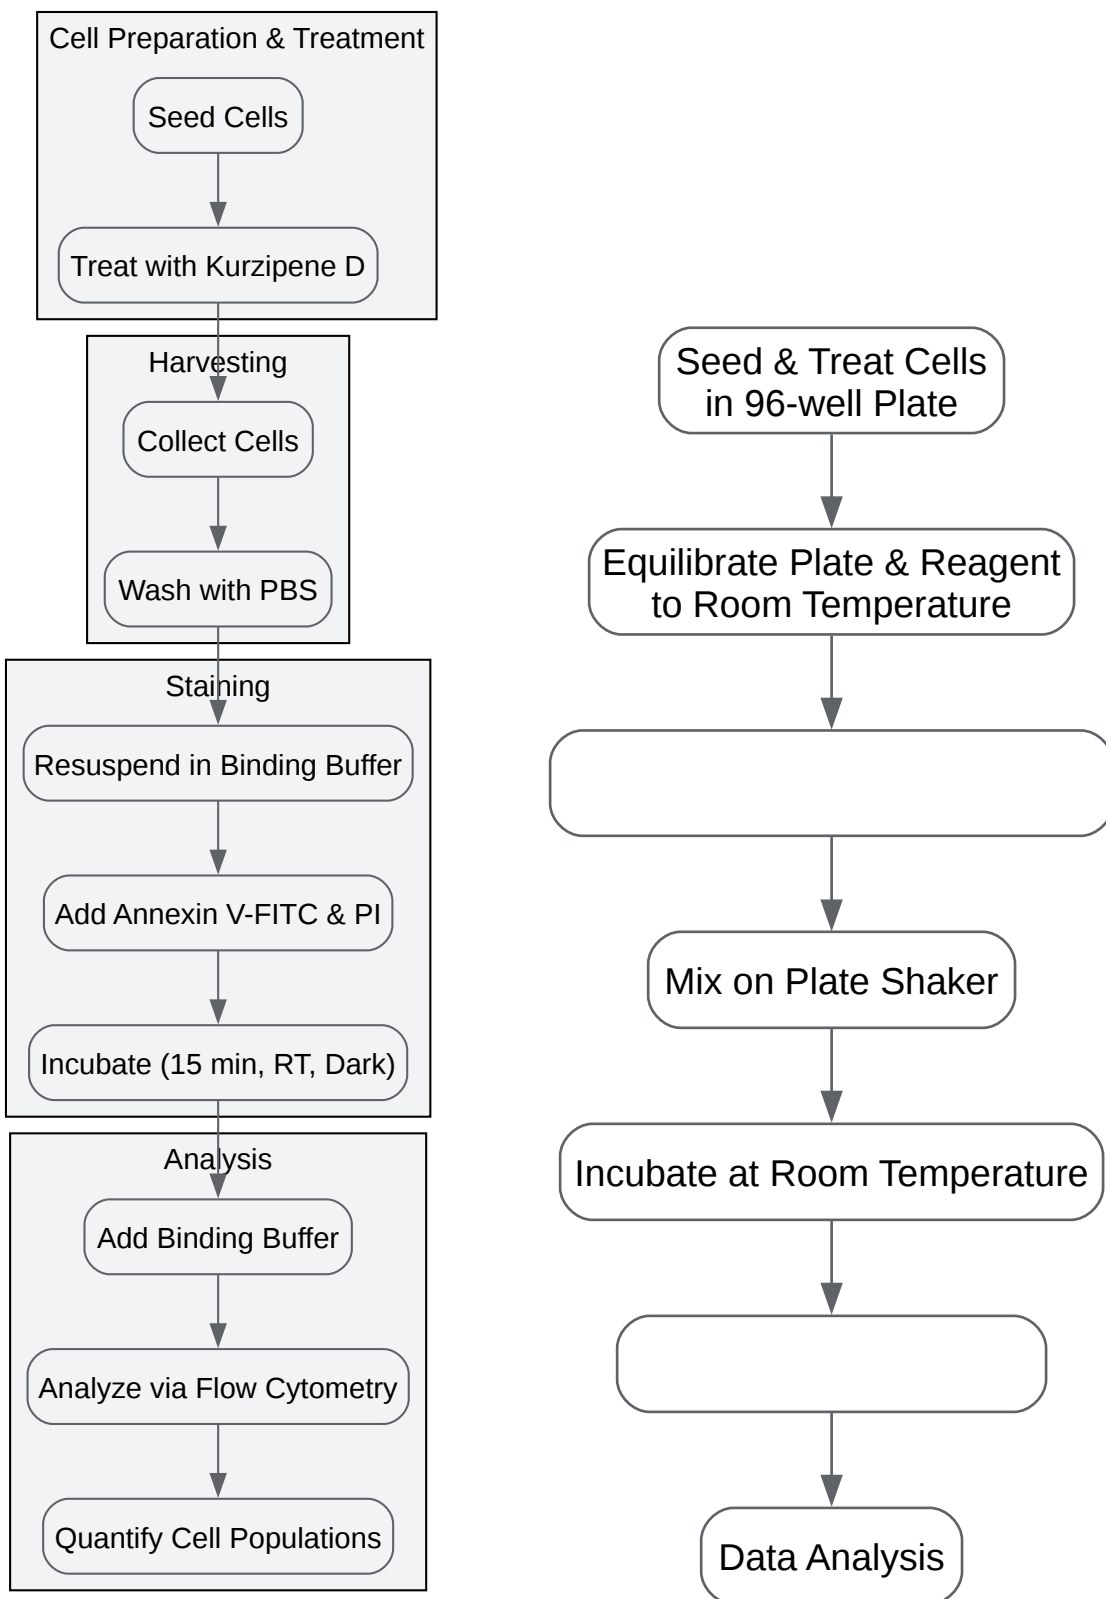 Cell Preparation & Treatment
Seed Cells
Treat with Kurzipene D
Harvesting
Collect Cells
Wash with PBS
Staining
Resuspend in Binding Buffer
Add Annexin V-FITC & PI
Incubate (15 min, RT, Dark)
Analysis
Add Binding Buffer
Analyze via Flow Cytometry
Quantify Cell Populations
Seed & Treat Cells
in 96-well Plate
Equilibrate Plate & Reagent
to Room Temperature
Mix on Plate Shaker
Incubate at Room Temperature
Data Analysis